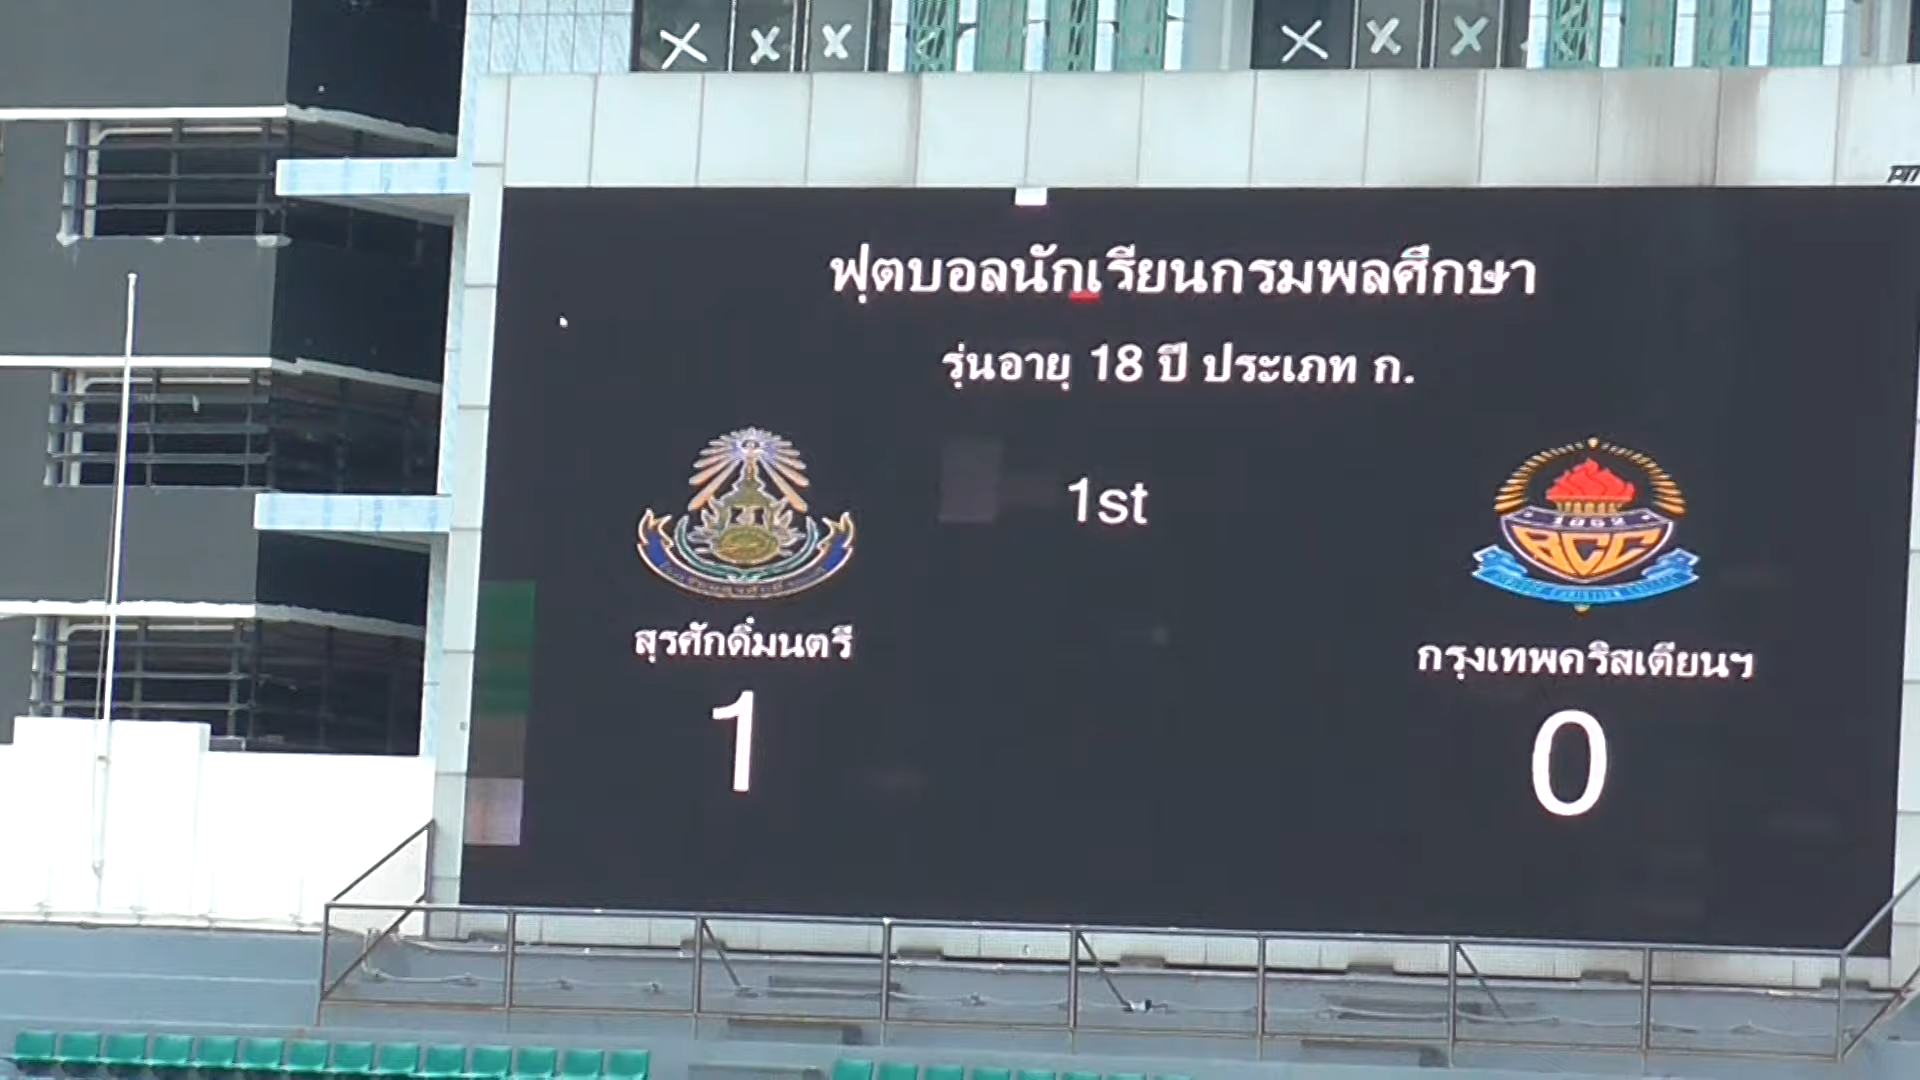 ฟุตบอลนักเรียนกรมพลศึกษา
รุ่นอายุ 18 ปี ประเภท ก.
1st
1852
BCC
สุรศักดิ์มนตรี
กรุงเทพคริสเตียนฯ
1
0